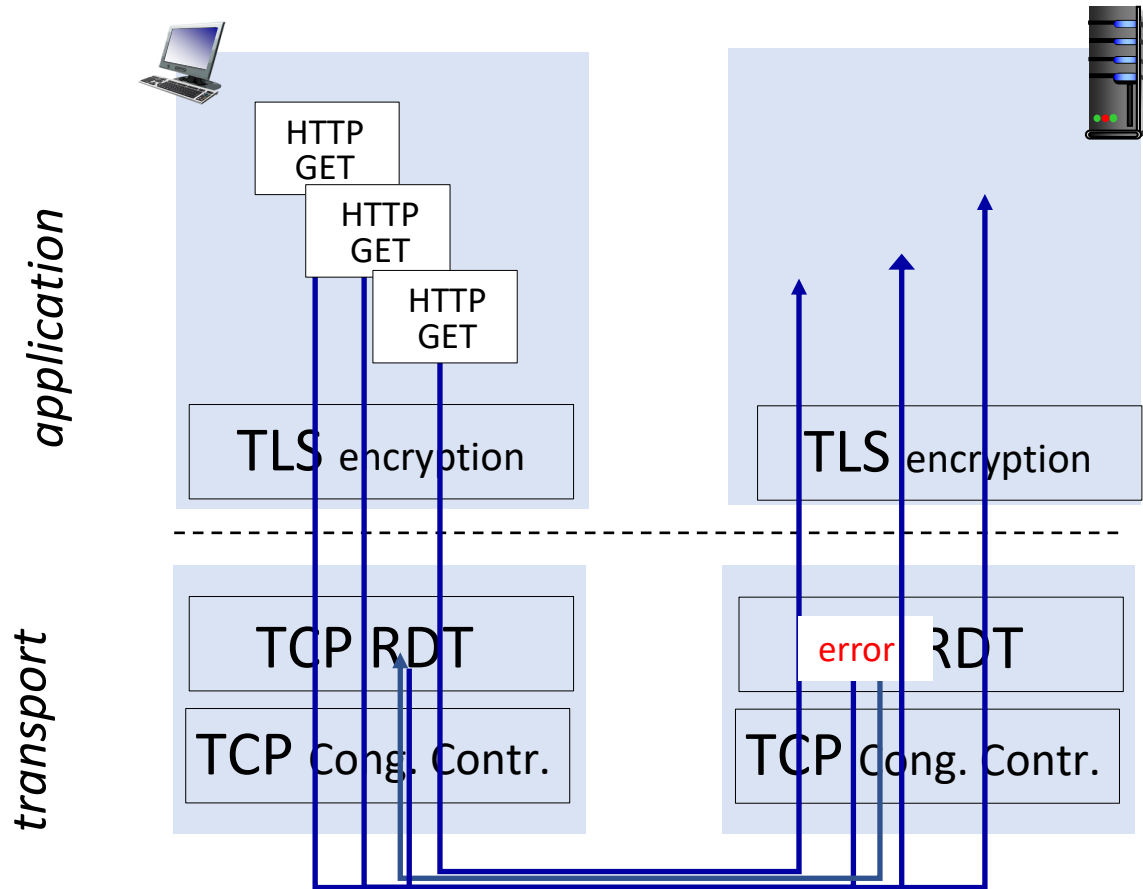 application
HTTP
GET
HTTP
GET
HTTP
GET
TLS encryption
TLS encryption
transport
TCP RDT
error RDT
TCP Cong. Contr.
TCP Cong. Contr.